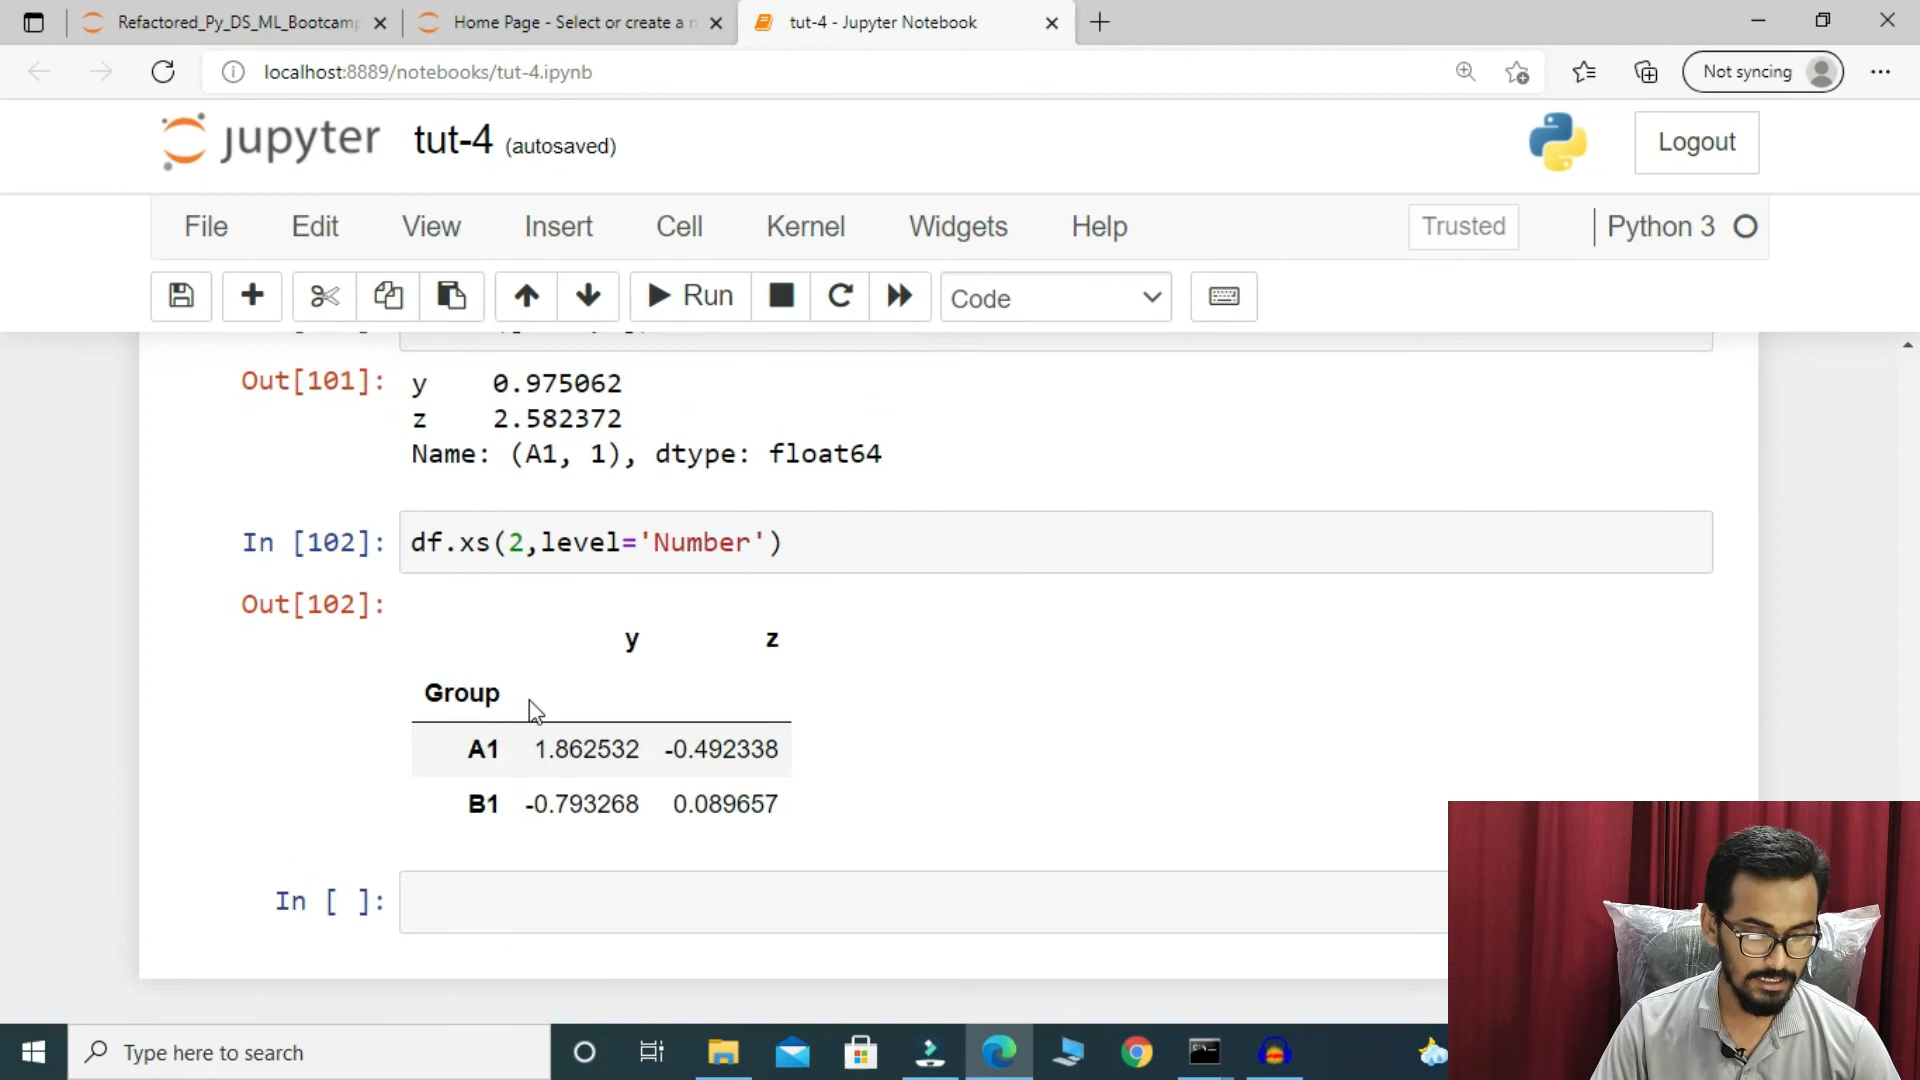 Refactored_Py_DS_ML_Bootcamp
Home Page - Select or create a n
tut-4 - Jupyter Notebook
localhost:8889/notebooks/tut-4.ipynb
Not syncing
jupyter
tut-4 (autosaved)
Logout
File
Edit
View
Insert
Cell
Kernel
Widgets
Help
Trusted
Python 3
Run
Code
Out[101]:
y 0.975062
z 2.582372
Name: (A1, 1), dtype: float64
In [102]: df.xs(2,level='Number')
Out[102]:
y z
Group
A1 1.862532 -0.492338
B1 -0.793268 0.089657
In [ ]:
Type here to search